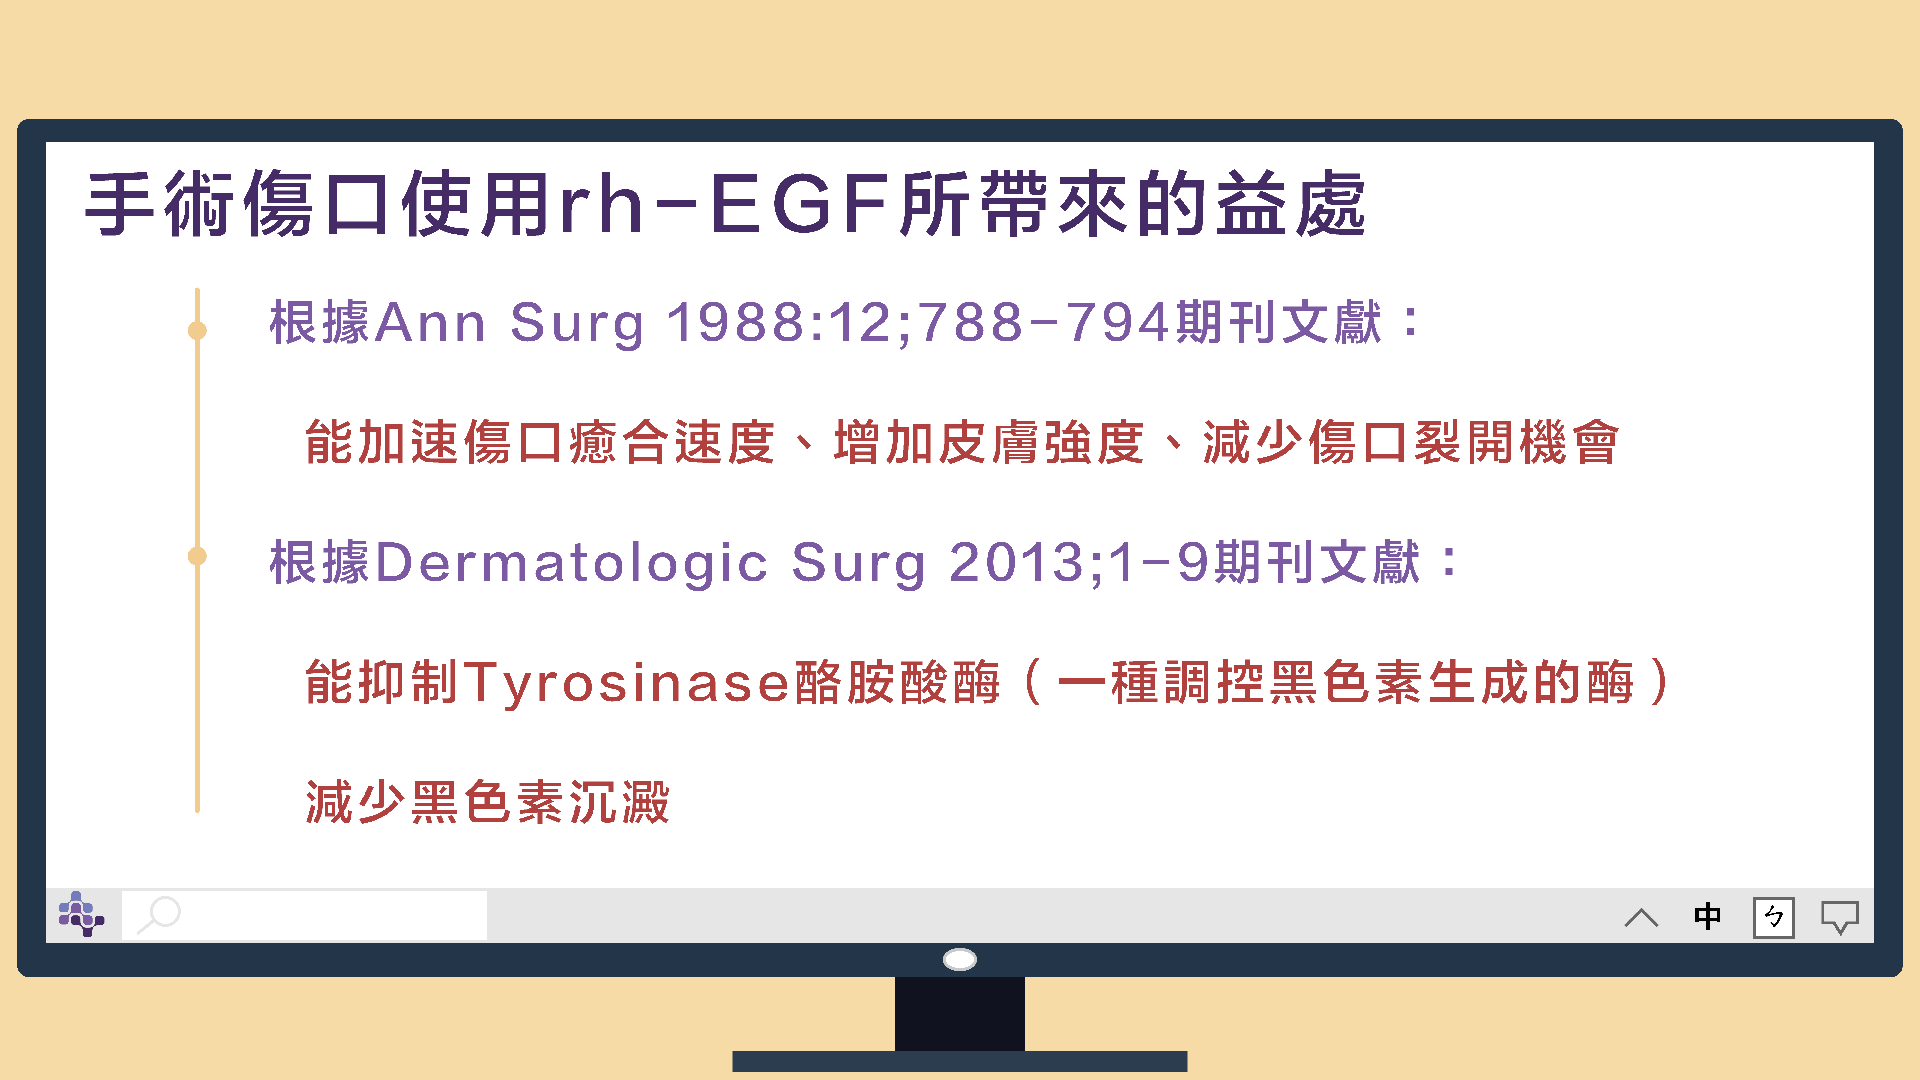 手術傷口使用rh-EGF所帶來的益處
根據Ann Surg 1988:12;788-794期刊文獻：
能加速傷口癒合速度、增加皮膚強度、減少傷口裂開機會
根據Dermatologic Surg 2013;1-9期刊文獻：
能抑制Tyrosinase酪胺酸酶（一種調控黑色素生成的酶）
減少黑色素沉澱
中 ㄅ